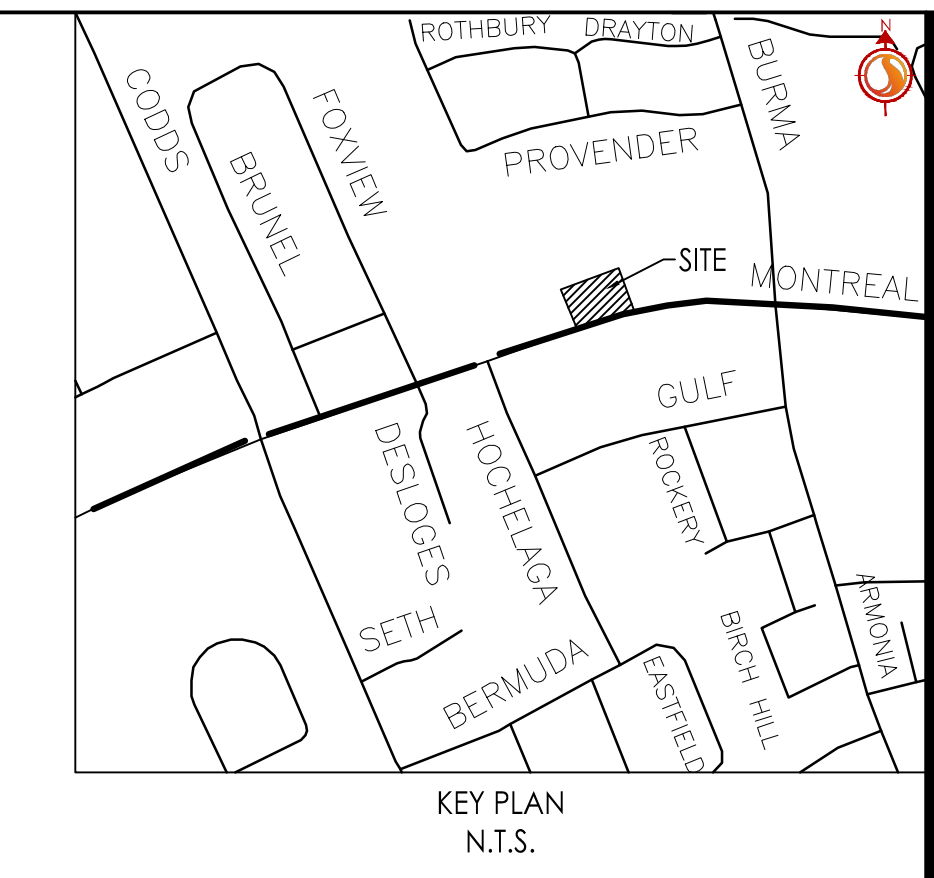 ROTHBURY
DRAYTON
N
CODDS
BURMA
FOXVIEW
BRUNEL
PROVENDER
SITE
MONTREAL
GULF
DESLOGES
HOCHELAGA
ROCKERY
ARMONIA
SETH
BIRCH HILL
BERMUDA
EASTFIELD
KEY PLAN
N.T.S.